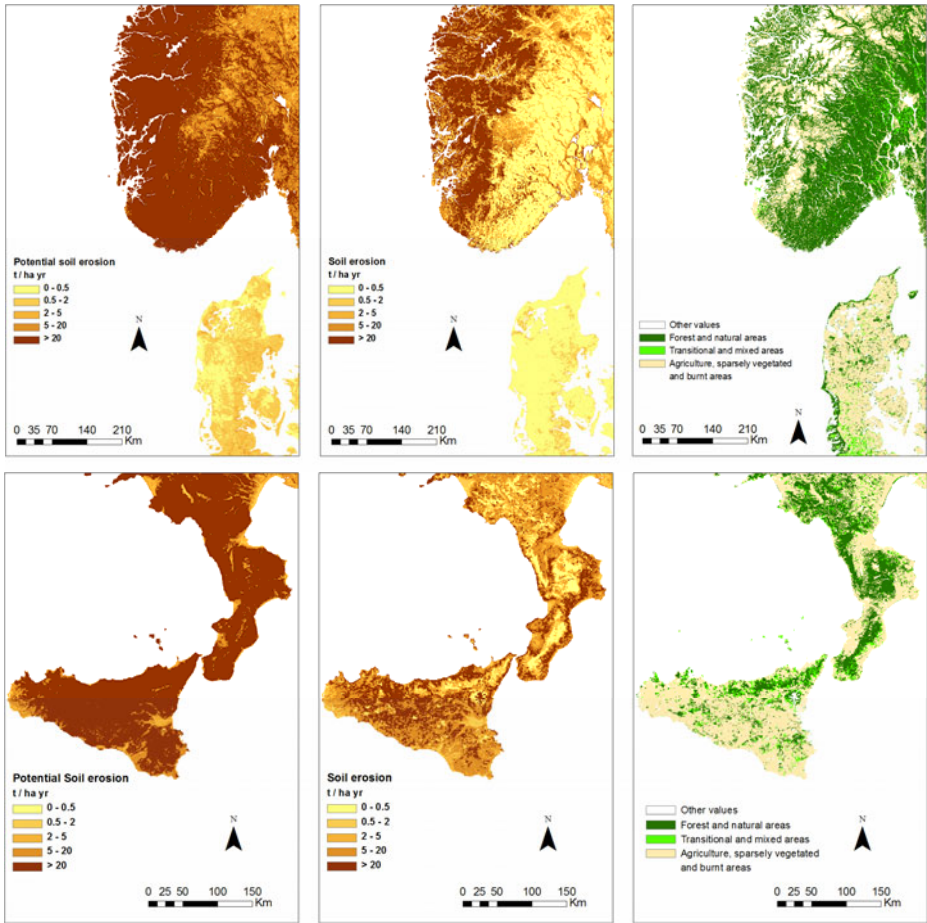 Potential soil erosion
t / ha yr
0 - 0.5
0.5 - 2
2 - 5
5 - 20
> 20
N
0 35 70 140 210
Km
Soil erosion
t / ha yr
0 - 0.5
0.5 - 2
2 - 5
5 - 20
> 20
N
0 35 70 140 210
Km
Other values
Forest and natural areas
Transitional and mixed areas
Agriculture, sparsely vegetated
and burnt areas
N
0 35 70 140 210
Km
Potential Soil erosion
t / ha yr
0 - 0.5
0.5 - 2
2 - 5
5 - 20
> 20
N
0 25 50 100 150
Km
Soil erosion
t / ha yr
0 - 0.5
0.5 - 2
2 - 5
5 - 20
> 20
N
0 25 50 100 150
Km
Other values
Forest and natural areas
Transitional and mixed areas
Agriculture, sparsely vegetated
and burnt areas
N
0 25 50 100 150
Km